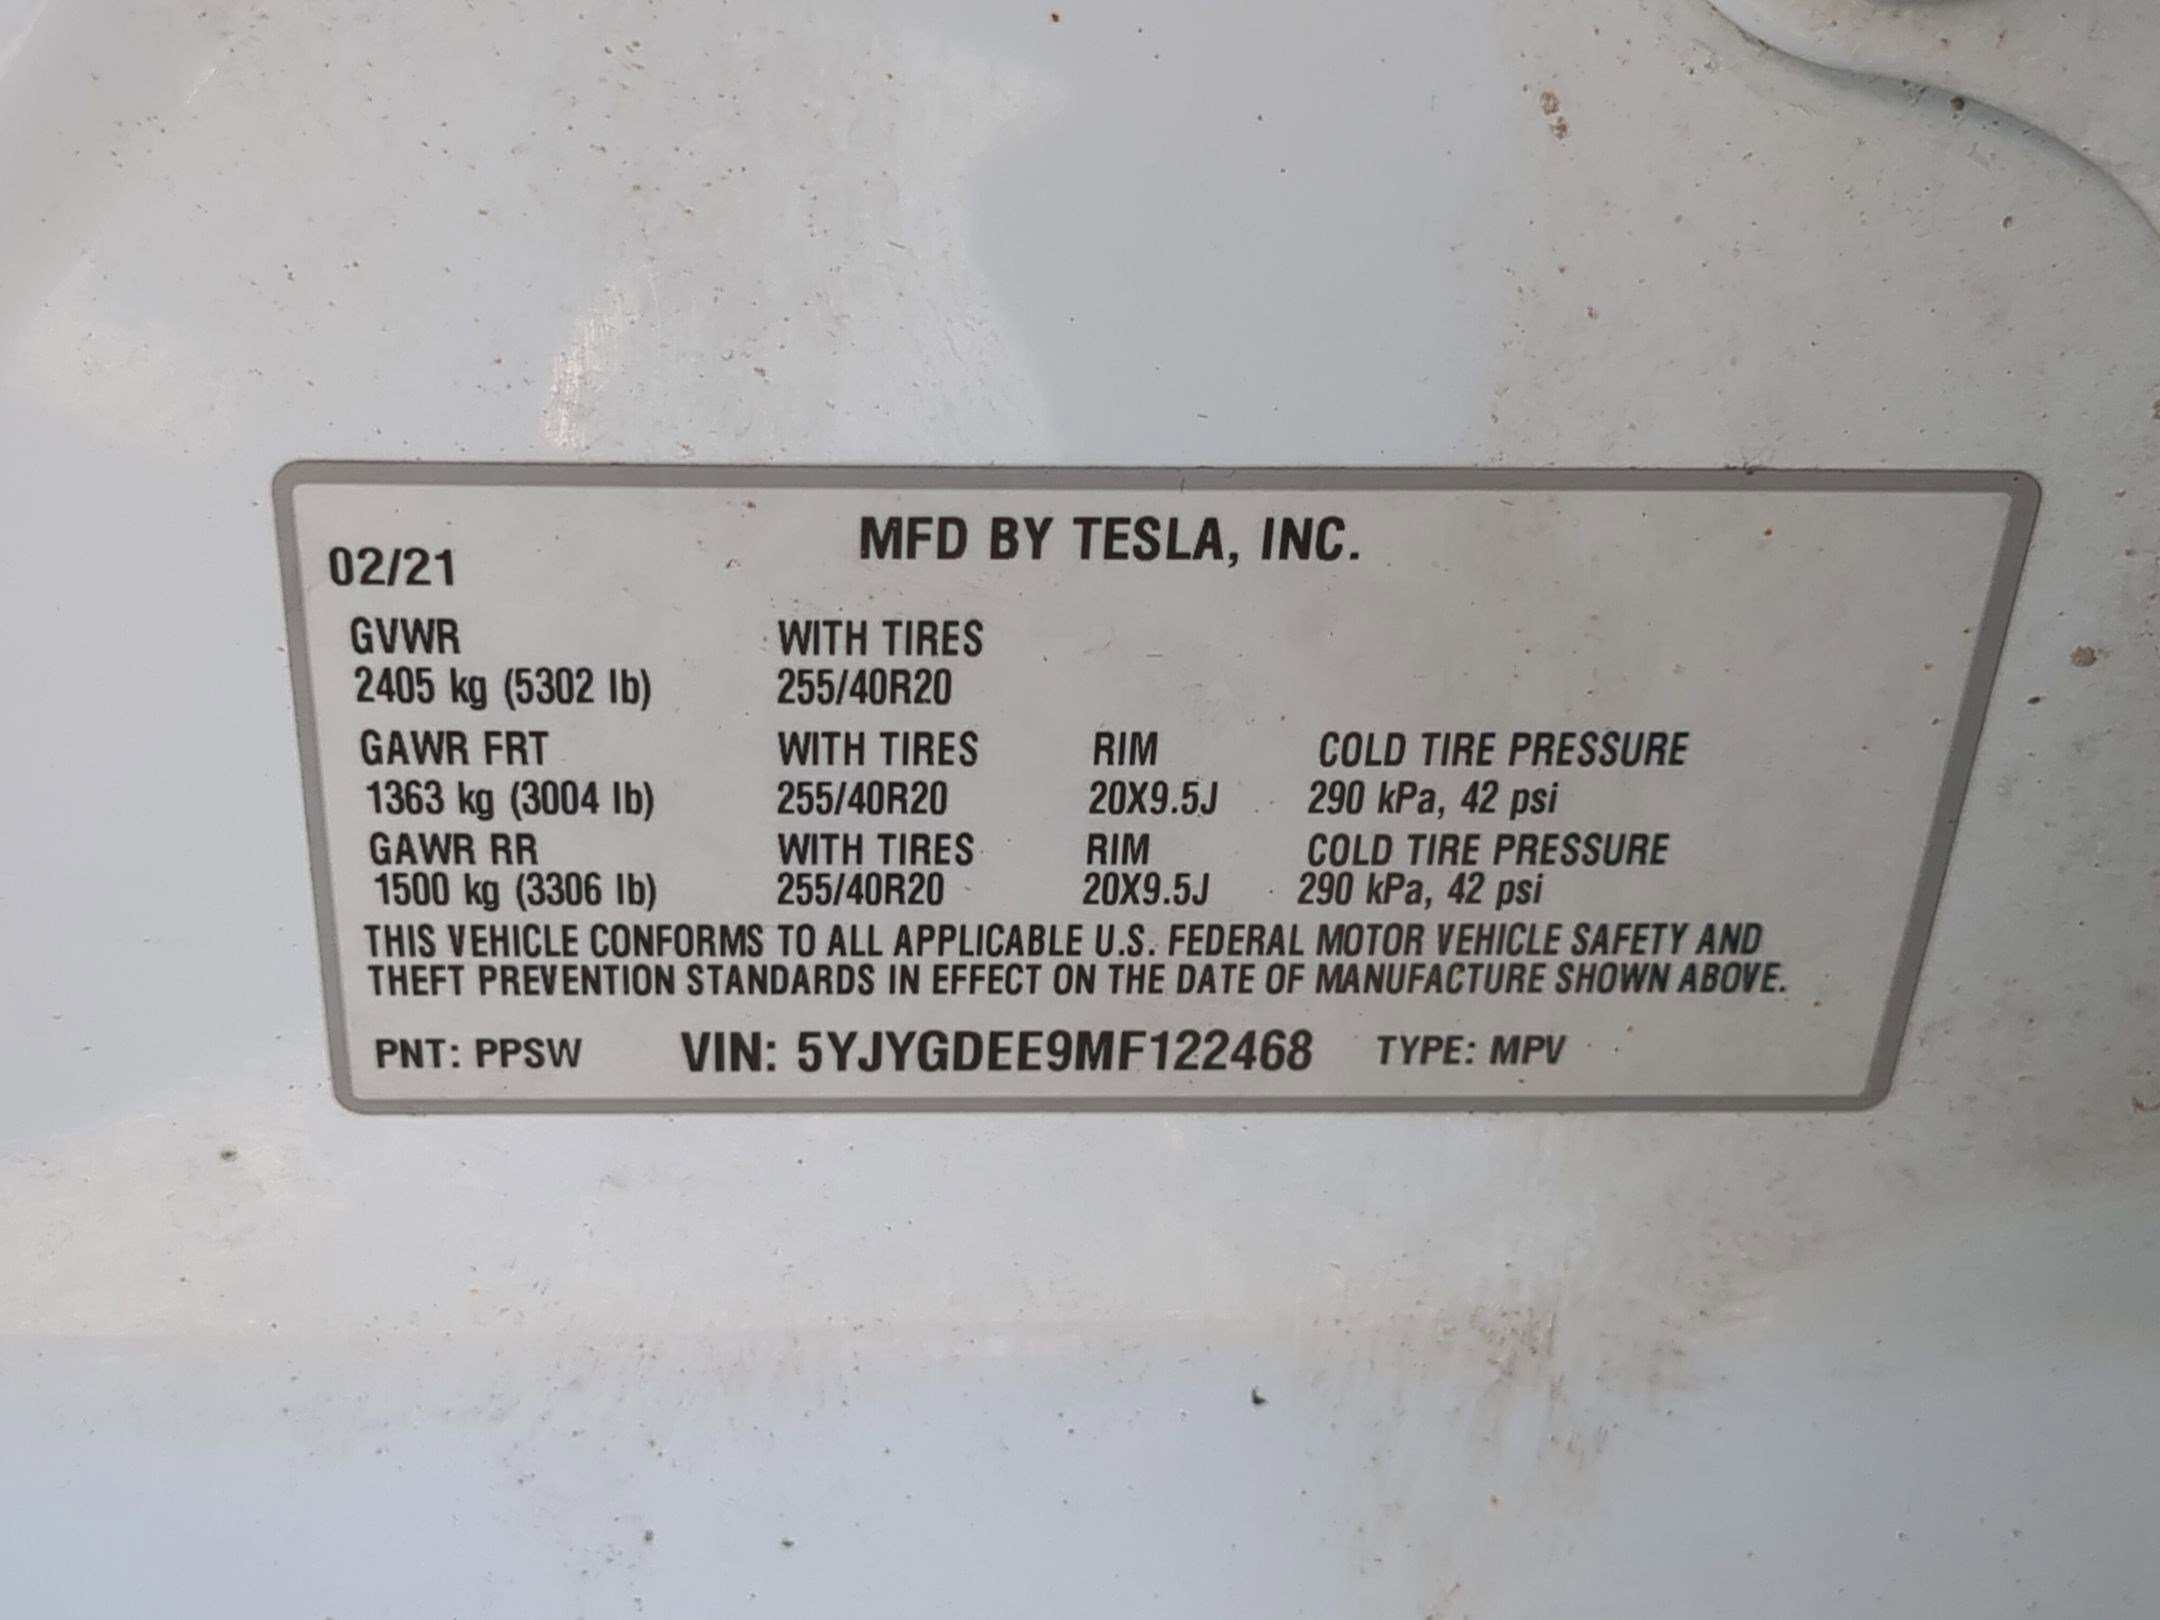 MFD BY TESLA, INC.
02/21
GVWR WITH TIRES
2405 kg (5302 lb) 255/40R20
GAWR FRT WITH TIRES RIM COLD TIRE PRESSURE
1363 kg (3004 lb) 255/40R20 20X9.5J 290 kPa, 42 psi
GAWR RR WITH TIRES RIM COLD TIRE PRESSURE
1500 kg (3306 lb) 255/40R20 20X9.5J 290 kPa, 42 psi
THIS VEHICLE CONFORMS TO ALL APPLICABLE U.S. FEDERAL MOTOR VEHICLE SAFETY AND
THEFT PREVENTION STANDARDS IN EFFECT ON THE DATE OF MANUFACTURE SHOWN ABOVE.
PNT: PPSW VIN: 5YJYGDEE9MF122468 TYPE: MPV